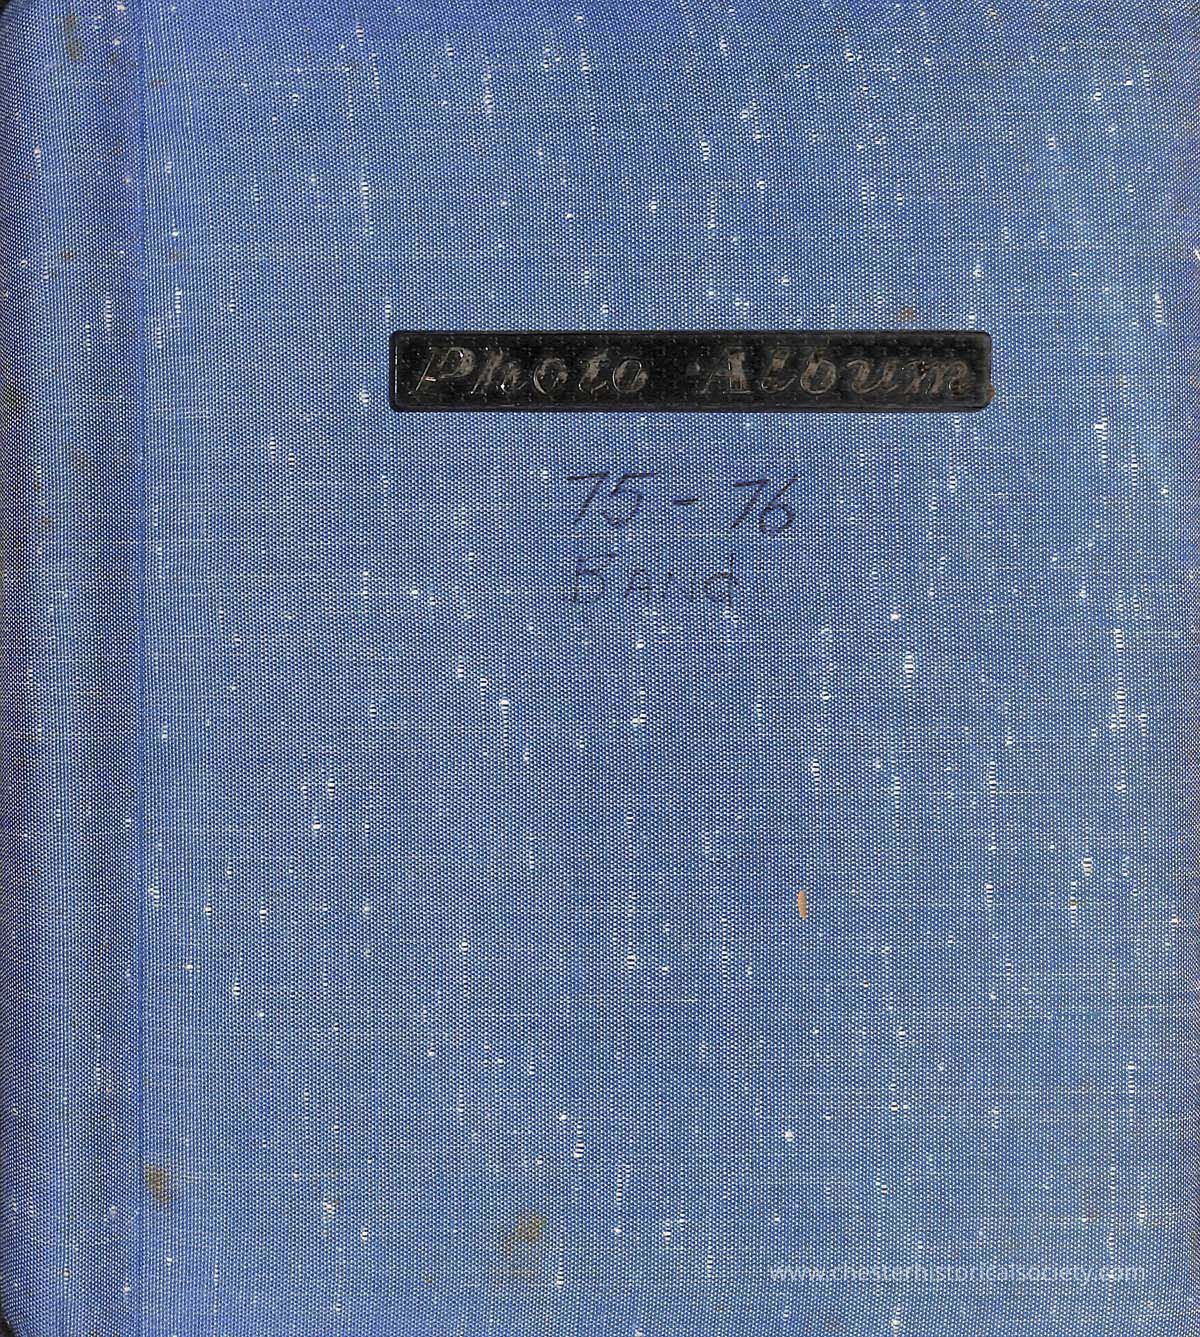 Photo Album
75 - 76
BANd
www.chesterhistoricalsociety.com